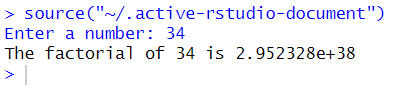 > source("~/.active-rstudio-document")
Enter a number: 34
The factorial of 34 is 2.952328e+38
>